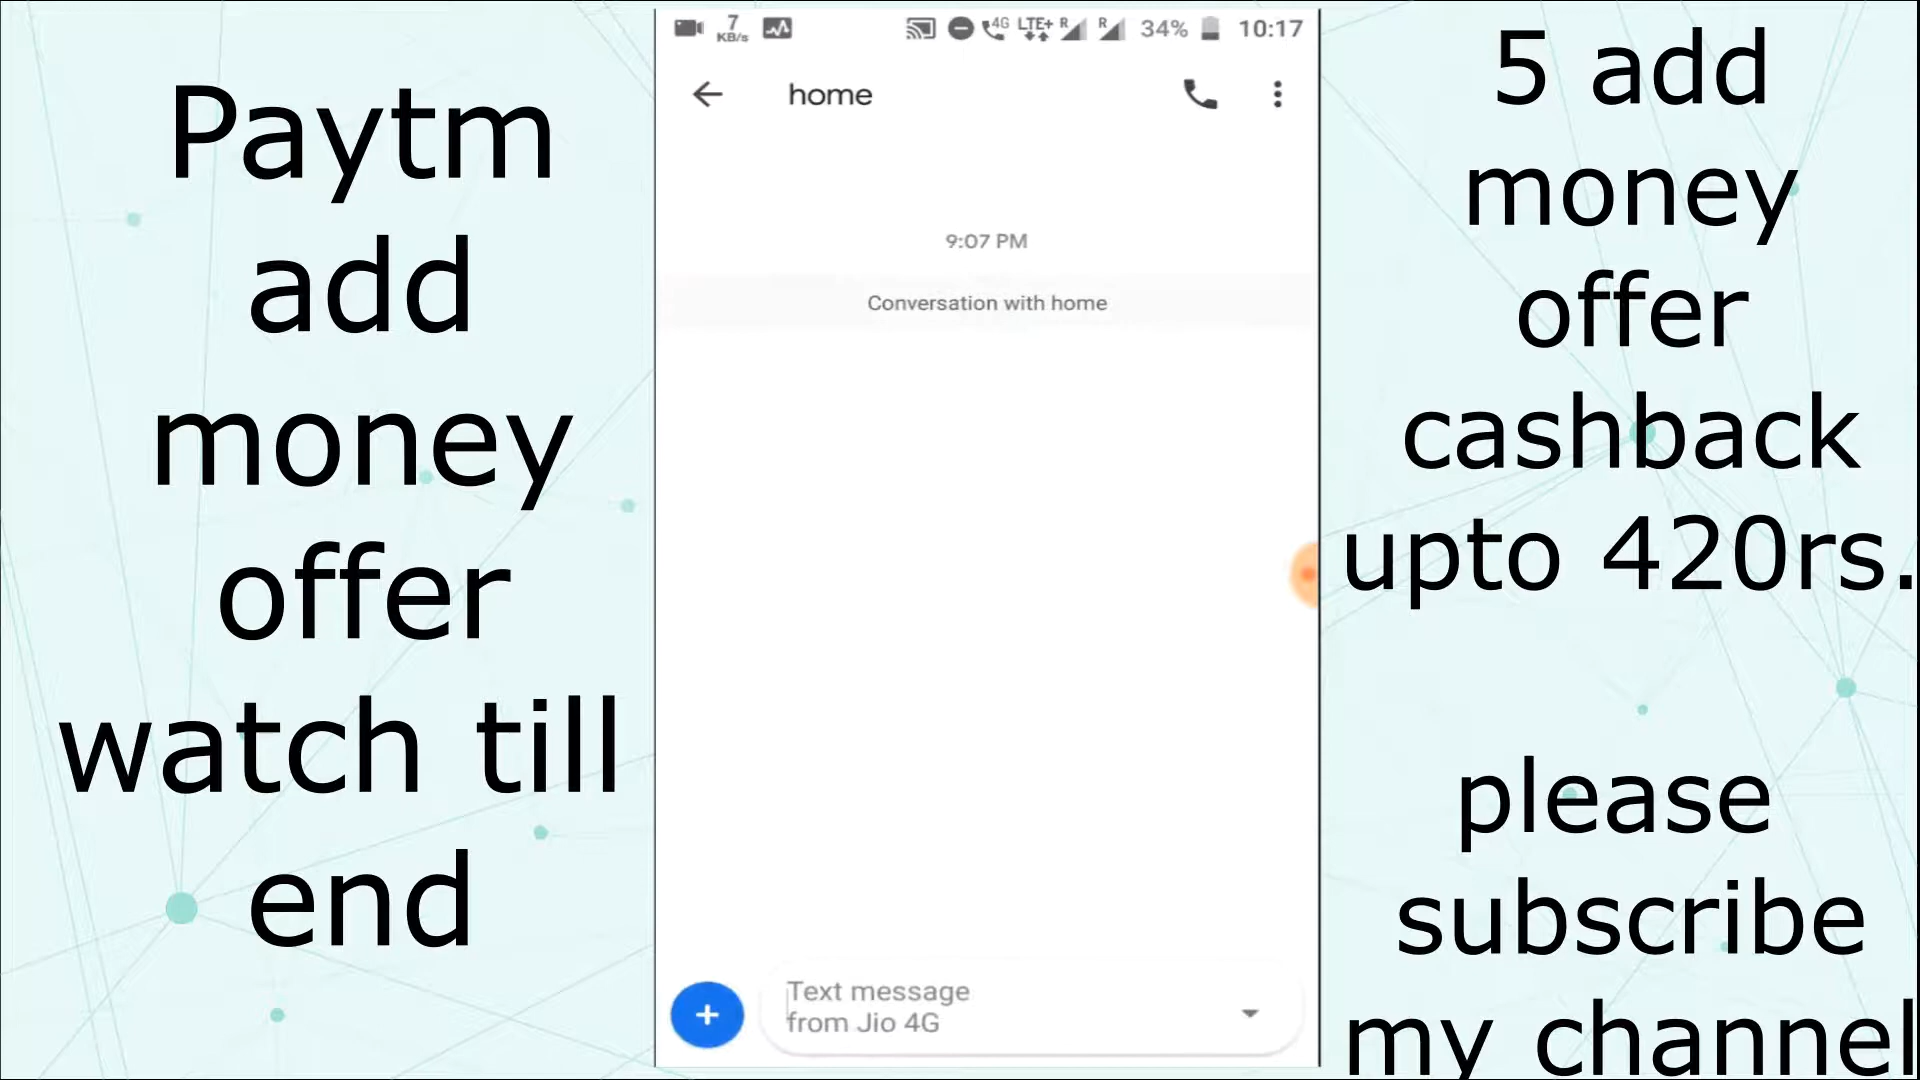 Paytm
add
money
offer
watch till
end
7
KB/s
4G
LTE+
R
R
34%
10:17
home
9:07 PM
Conversation with home
Text message
from Jio 4G
5 add
money
offer
cashback
upto 420rs.
please
subscribe
my channel